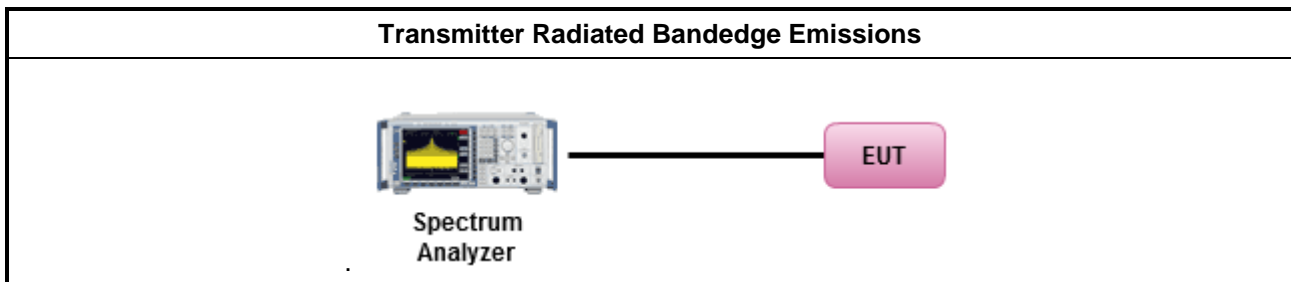 Transmitter Radiated Bandedge Emissions
EUT
Spectrum
Analyzer
.